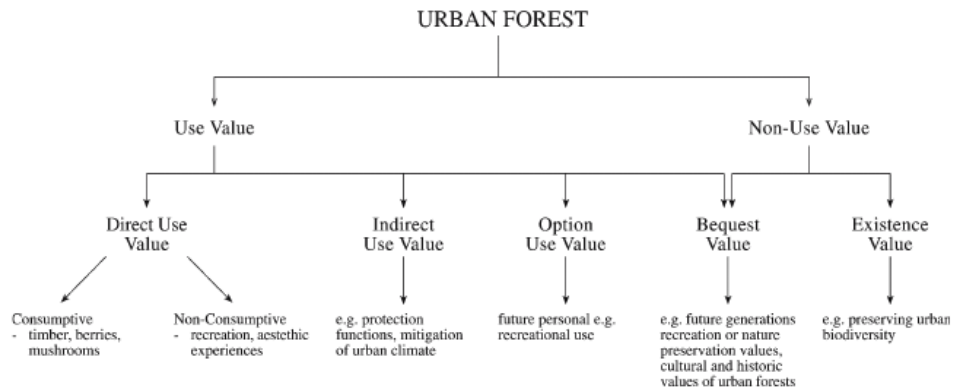 URBAN FOREST
Use Value
Non-Use Value
Direct Use
Value
Indirect
Use Value
Option
Use Value
Bequest
Value
Existence
Value
Consumptive
- timber, berries,
mushrooms
Non-Consumptive
- recreation, aestethic
experiences
e.g. protection
functions, mitigation
of urban climate
future personal e.g.
recreational use
e.g. future generations
recreation or nature
preservation values,
cultural and historic
values of urban forests
e.g. preserving urban
biodiversity